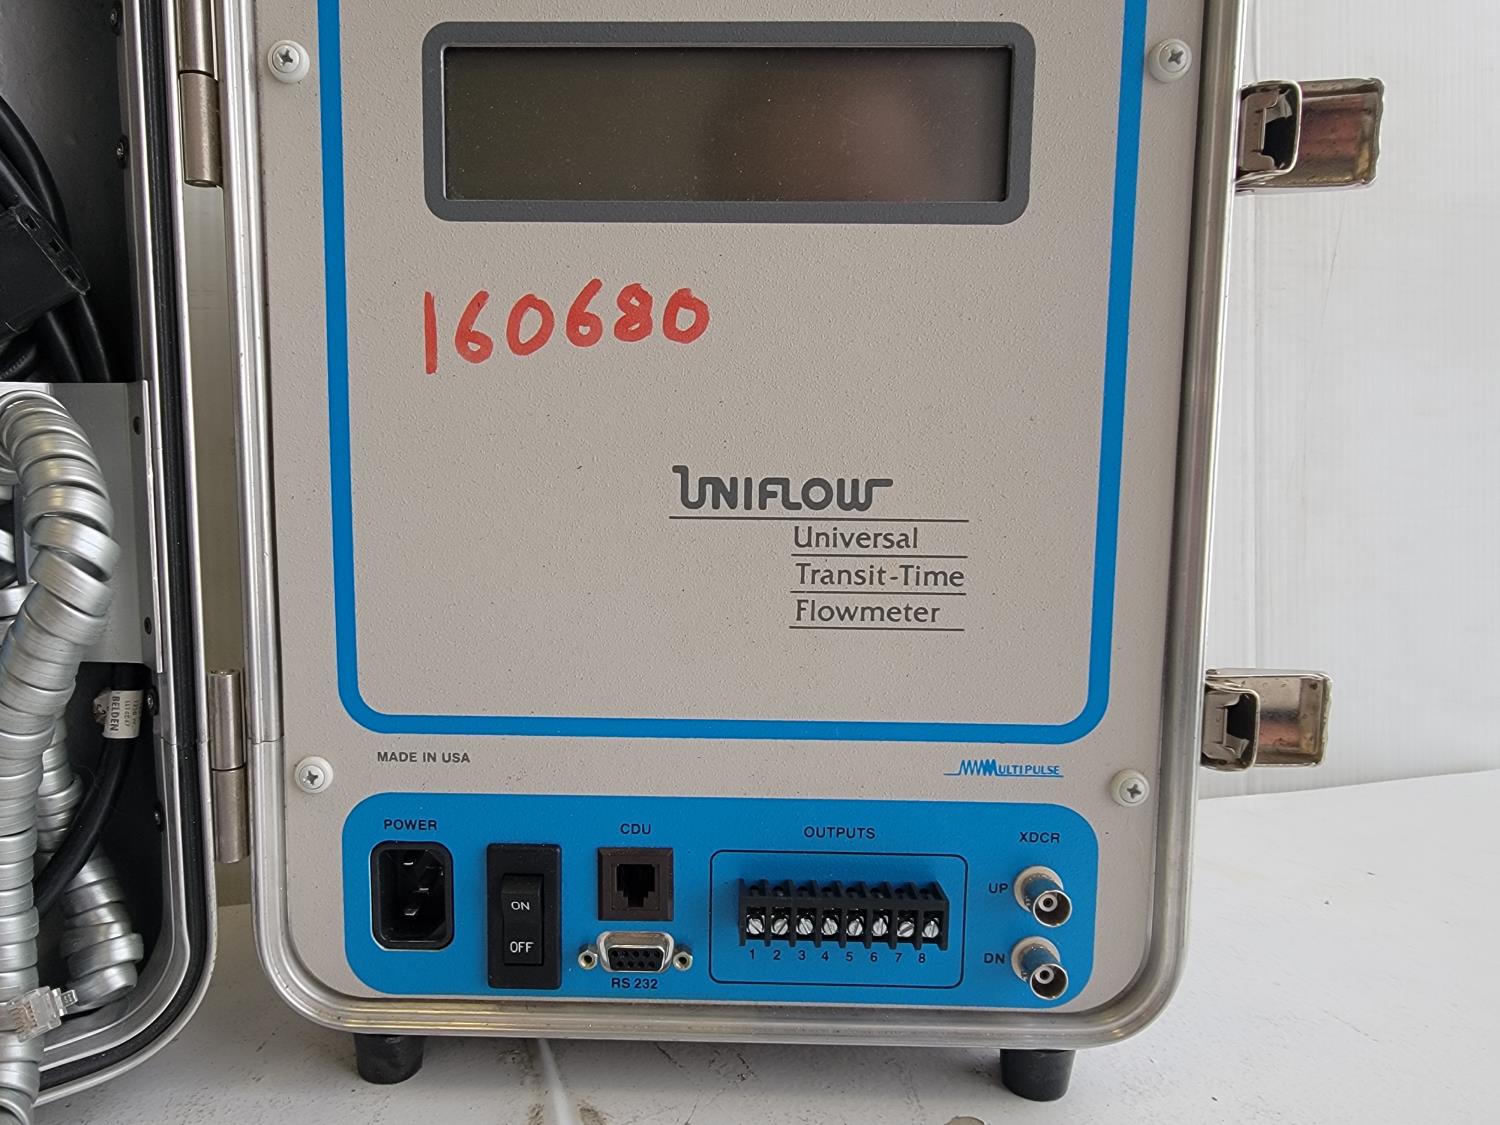 160680
UNIFLOW
Universal
Transit-Time
Flowmeter
BELDEN
MADE IN USA
MULTIPULSE
POWER
CDU
OUTPUTS
XDCR
UP
ON
OFF
1 2 3 4 5 6 7 8
DN
RS 232